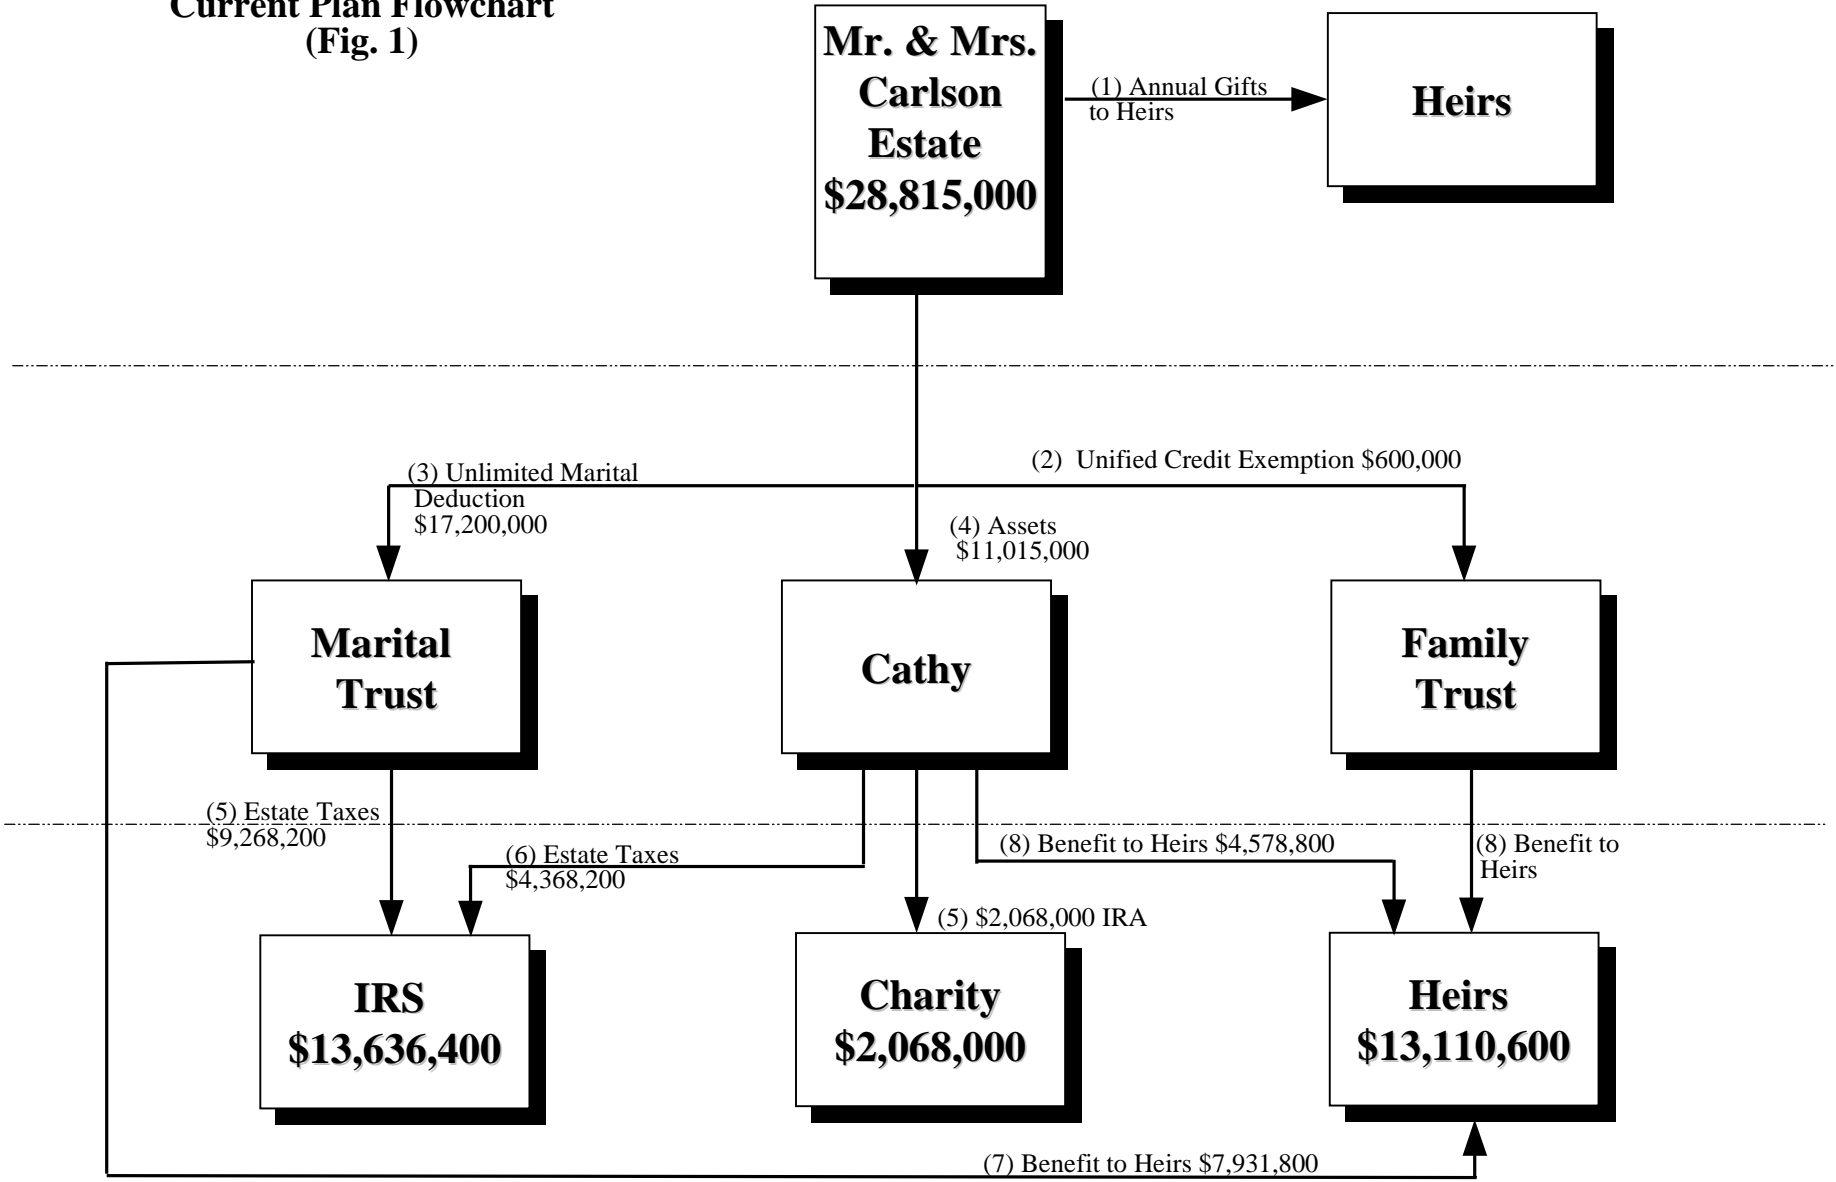 Current Plan Flowchart
(Fig. 1)
Mr. & Mrs.
Carlson
Estate
$28,815,000
(1) Annual Gifts
to Heirs
Heirs
(3) Unlimited Marital
Deduction
$17,200,000
(2) Unified Credit Exemption $600,000
(4) Assets
$11,015,000
Marital
Trust
Cathy
Family
Trust
(5) Estate Taxes
$9,268,200
(6) Estate Taxes
$4,368,200
(8) Benefit to Heirs $4,578,800
(8) Benefit to
Heirs
(5) $2,068,000 IRA
IRS
$13,636,400
Charity
$2,068,000
Heirs
$13,110,600
(7) Benefit to Heirs $7,931,800